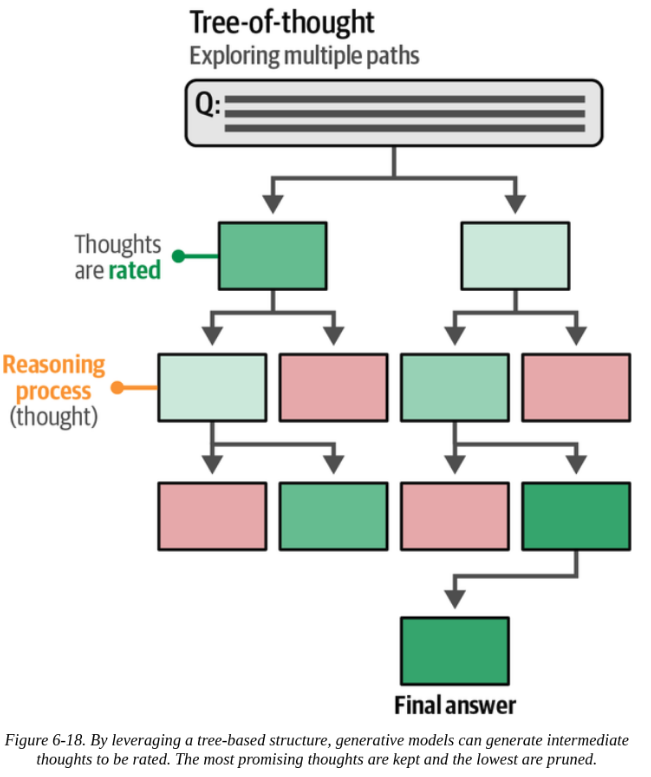 Tree-of-thought
Exploring multiple paths
Q:
Thoughts
are rated
Reasoning
process
(thought)
Final answer
Figure 6-18. By leveraging a tree-based structure, generative models can generate intermediate
thoughts to be rated. The most promising thoughts are kept and the lowest are pruned.